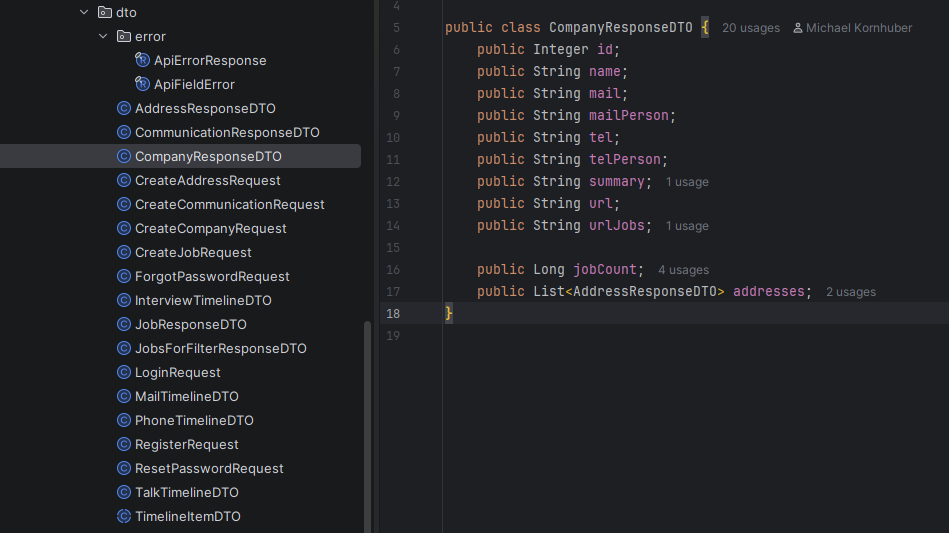 dto
error
ApiErrorResponse
ApiFieldError
AddressResponseDTO
CommunicationResponseDTO
CompanyResponseDTO
CreateAddressRequest
CreateCommunicationRequest
CreateCompanyRequest
CreateJobRequest
ForgotPasswordRequest
InterviewTimelineDTO
JobResponseDTO
JobsForFilterResponseDTO
LoginRequest
MailTimelineDTO
PhoneTimelineDTO
RegisterRequest
ResetPasswordRequest
TalkTimelineDTO
TimelineItemDTO
4
5 public class CompanyResponseDTO { 20 usages Michael Kornhuber
6 public Integer id;
7 public String name;
8 public String mail;
9 public String mailPerson;
10 public String tel;
11 public String telPerson;
12 public String summary; 1 usage
13 public String url;
14 public String urlJobs; 1 usage
15
16 public Long jobCount; 4 usages
17 public List<AddressResponseDTO> addresses; 2 usages
18 }
19